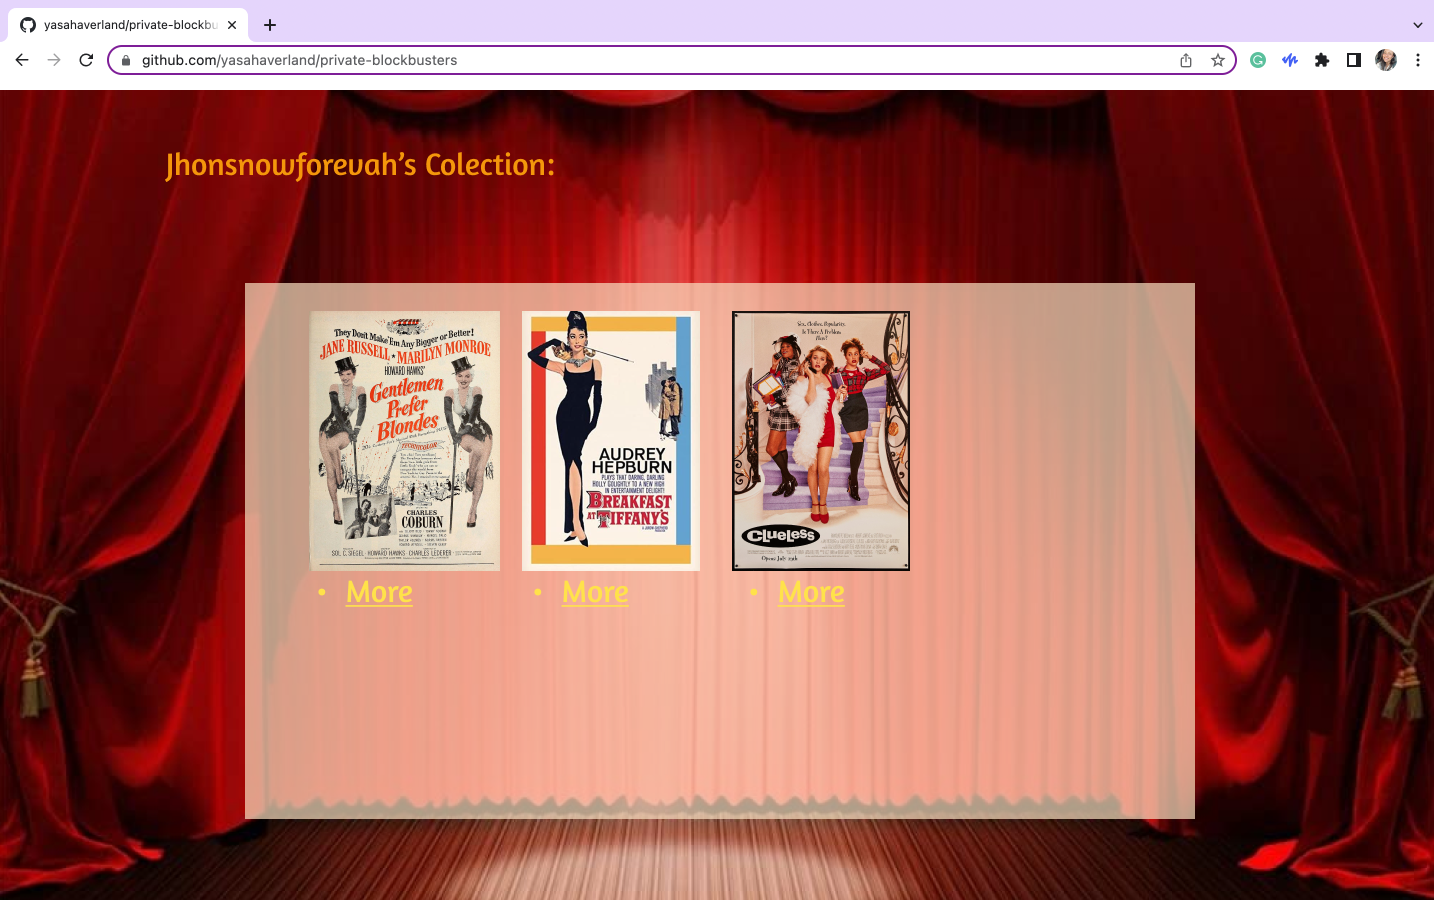 yasahaverland/private-blockbu
github.com/yasahaverland/private-blockbusters
Jhonsnowforevah's Colection:
They Don't Make 'Em Any Bigger or Better!
JANE RUSSELL ★ MARILYN MONROE
HOWARD HAWKS'
Gentlemen
Prefer
Blondes
TECHNICOLOR
CHARLES
COBURN
SOL C. SIEGEL · HOWARD HAWKS · CHARLES LEDERER
AUDREY
HEPBURN
PLAYS THAT DARING, DARLING
HOLLY GOLIGHTLY TO A NEW HIGH
IN ENTERTAINMENT DELIGHT!
BREAKFAST
AT TIFFANY'S
Sex. Clothes. Popularity.
Is There A Problem
Here?
CLUELESS
Opens July 19th
• More
• More
• More